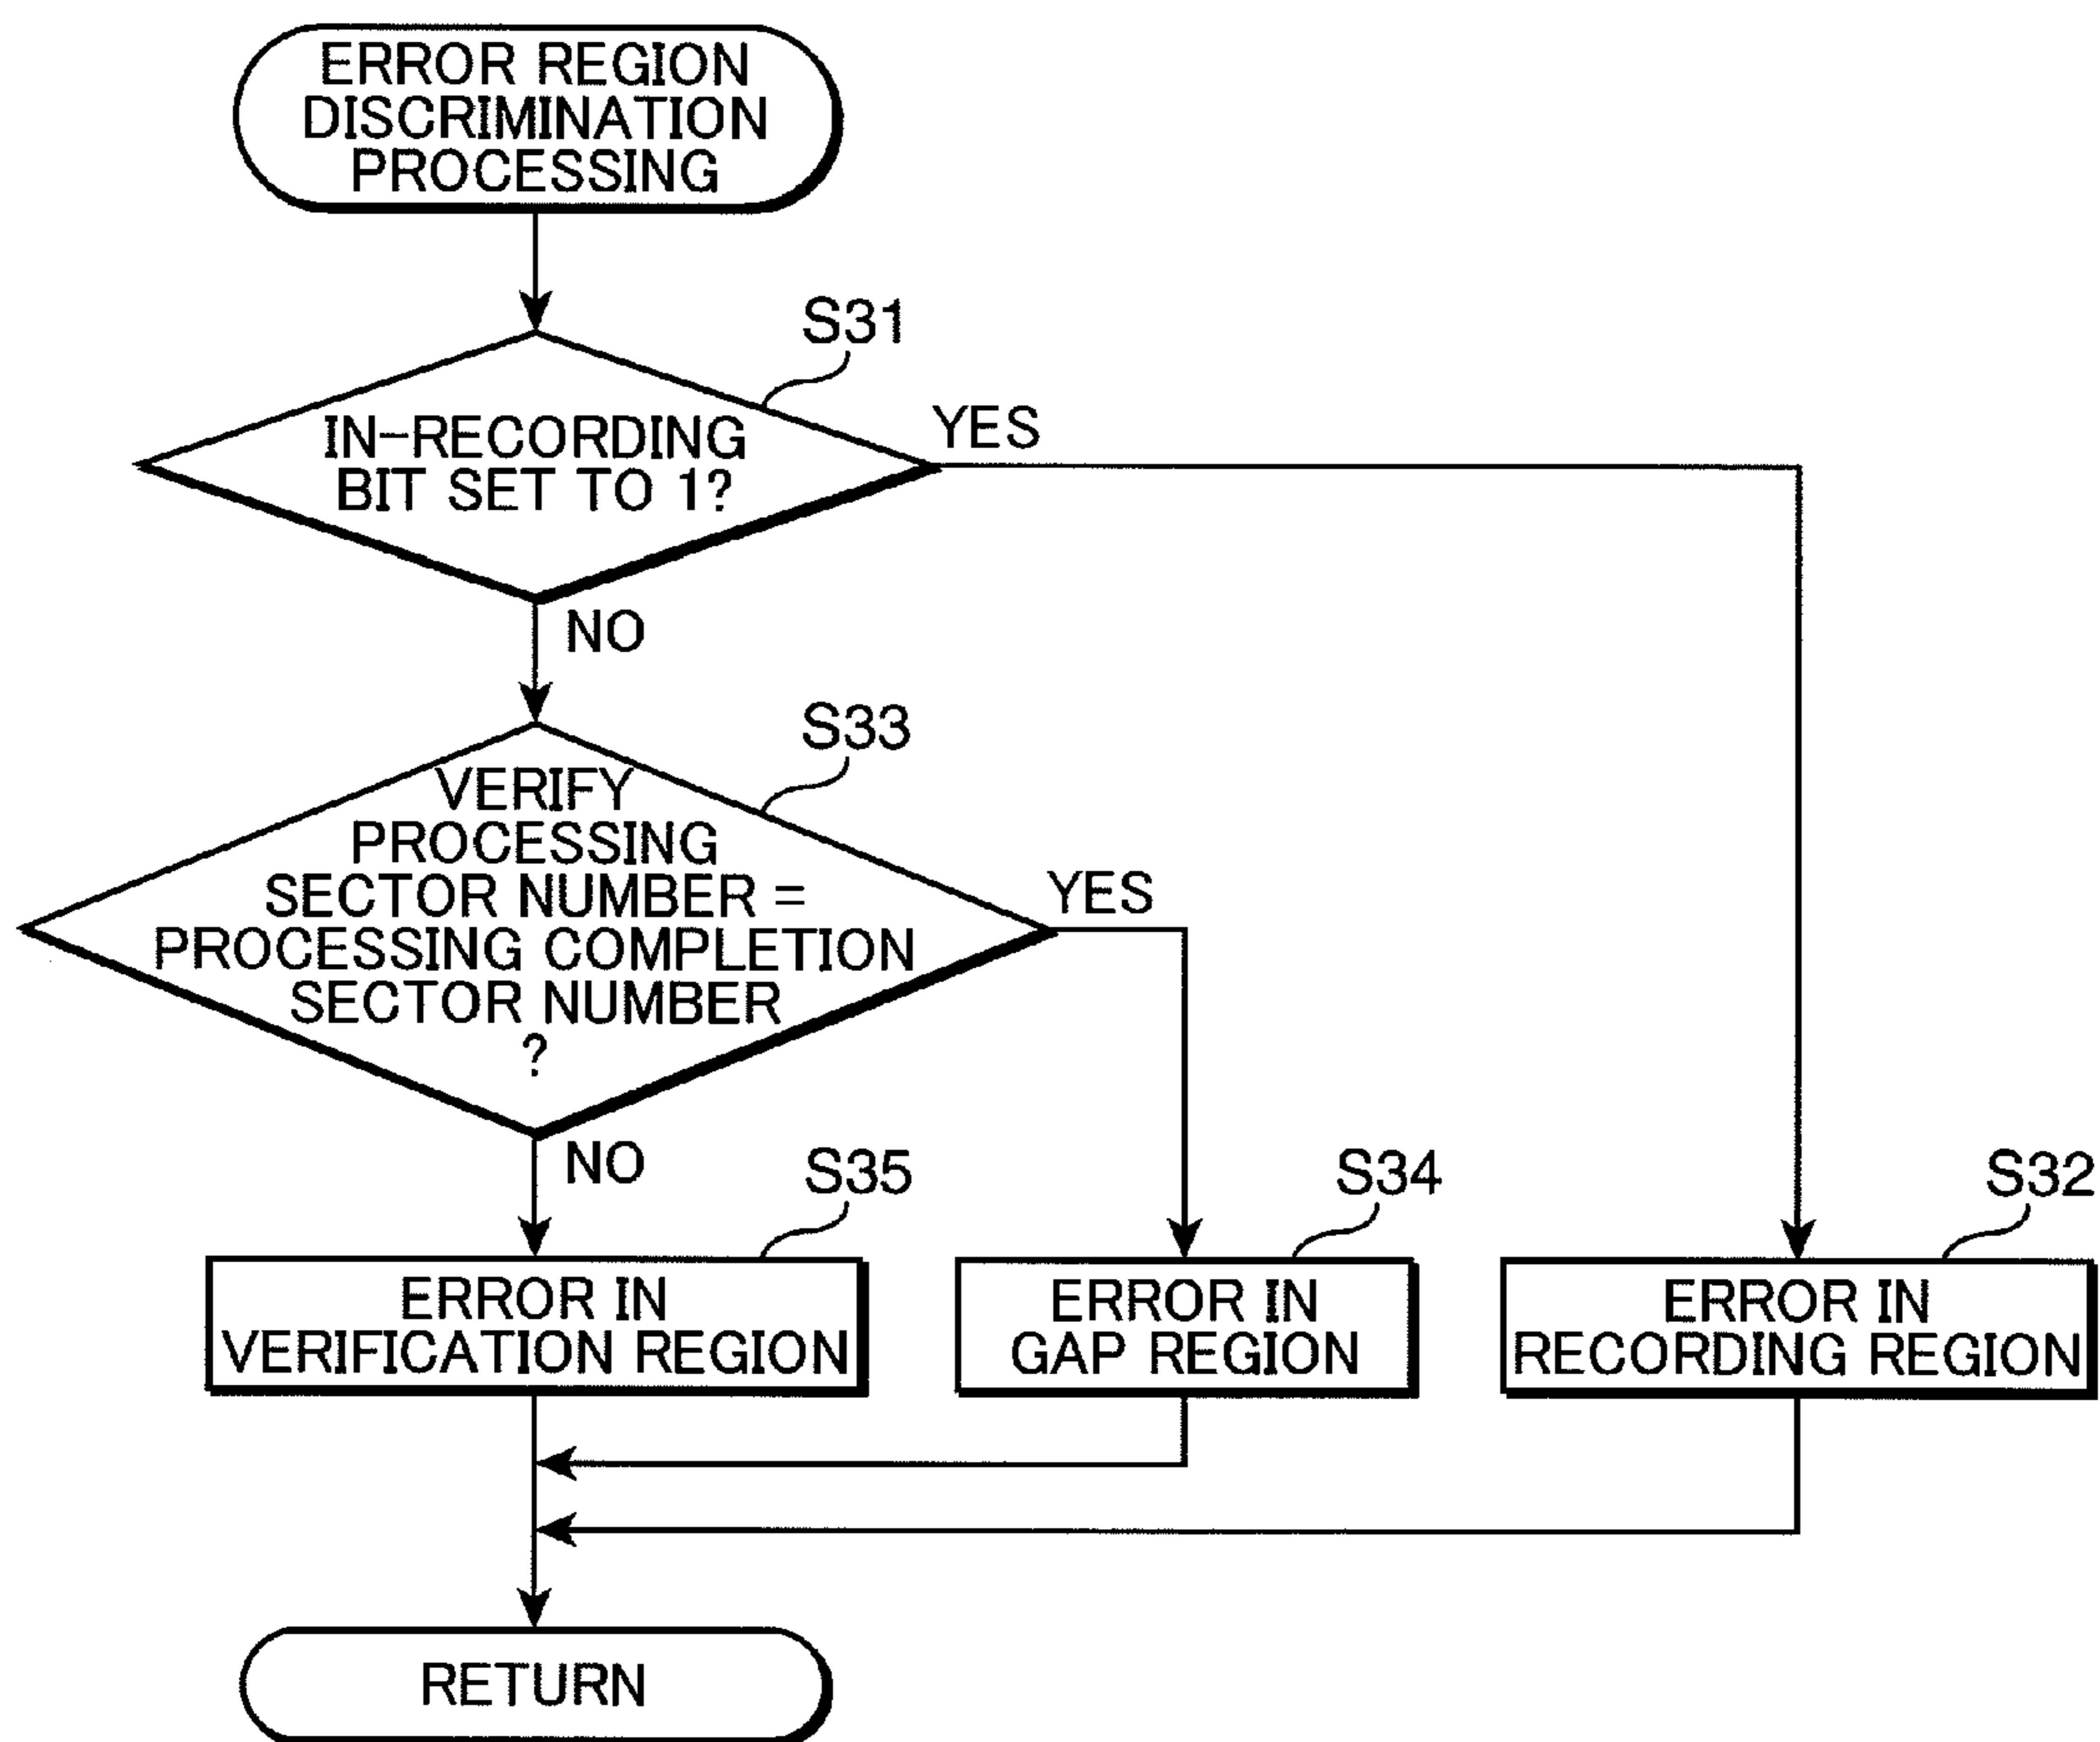 ERROR REGION
DISCRIMINATION
PROCESSING
S31
IN-RECORDING
BIT SET TO 1?
YES
NO
S33
VERIFY
PROCESSING
SECTOR NUMBER =
PROCESSING COMPLETION
SECTOR NUMBER
?
YES
NO
S35
ERROR IN
VERIFICATION REGION
S34
ERROR IN
GAP REGION
S32
ERROR IN
RECORDING REGION
RETURN